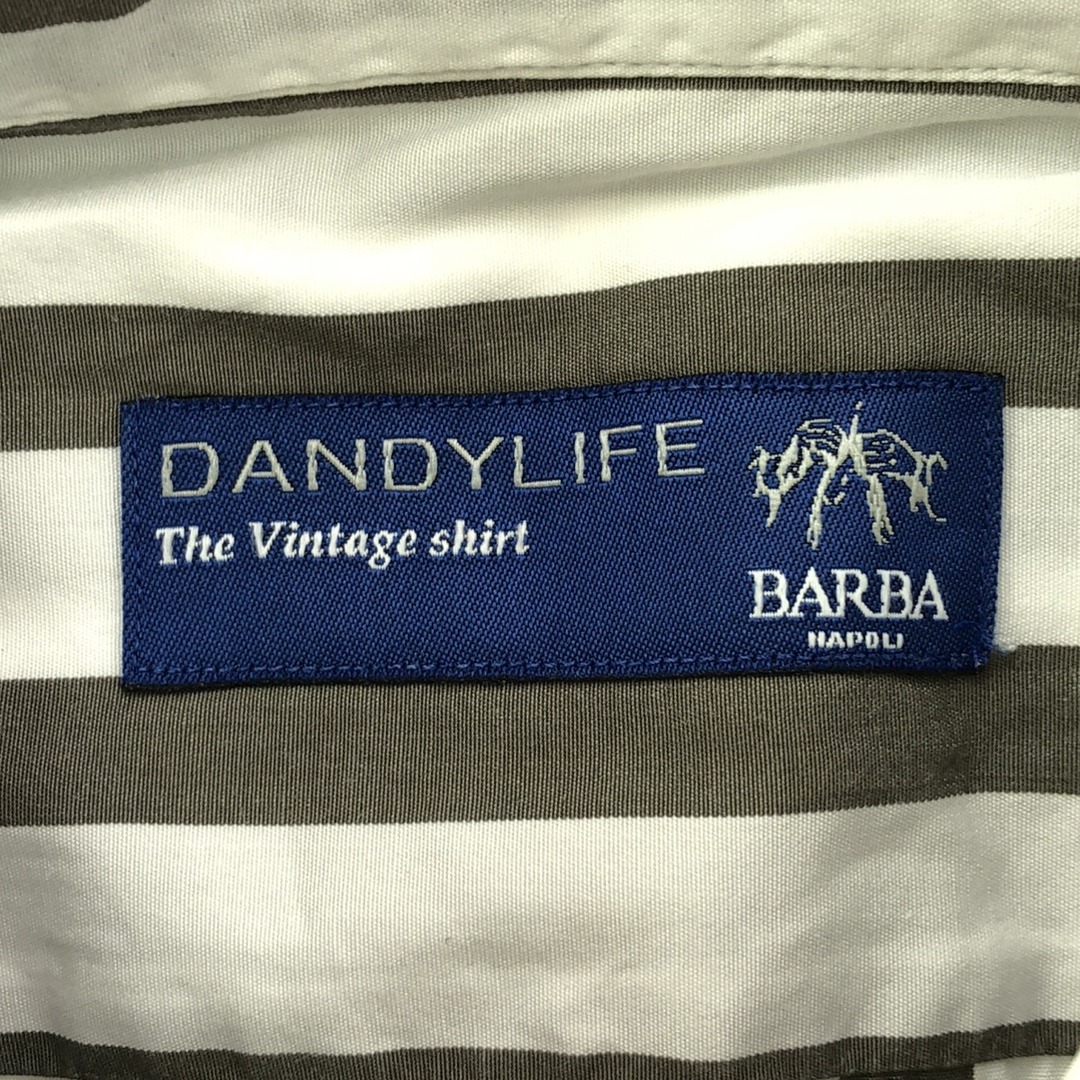 DANDYLIFE
The Vintage shirt
BARBA
NAPOLI